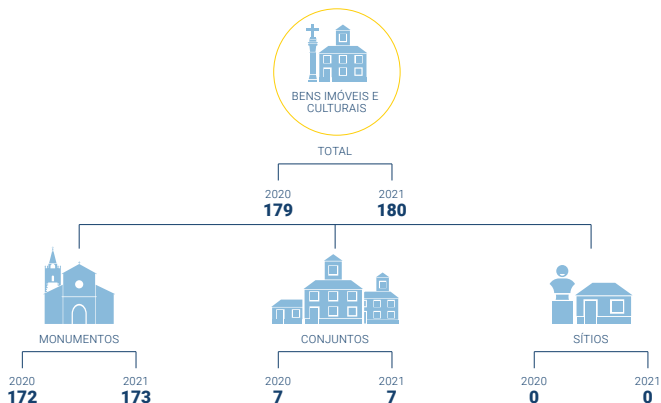 BENS IMÓVEIS E
CULTURAIS
TOTAL
2020 2021
179 180
MONUMENTOS CONJUNTOS SÍTIOS
2020 2021 2020 2021 2020 2021
172 173 7 7 0 0